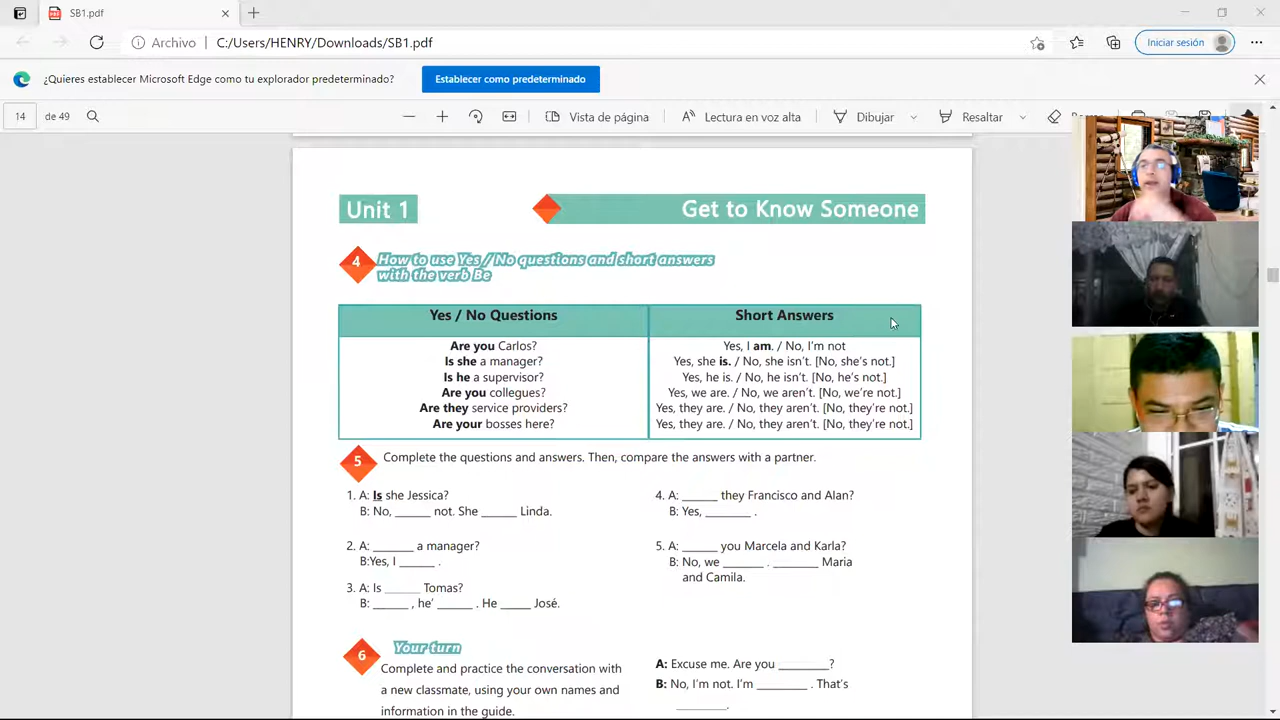 SB1.pdf
Archivo
C:/Users/HENRY/Downloads/SB1.pdf
Iniciar sesión
¿Quieres establecer Microsoft Edge como tu explorador predeterminado?
Establecer como predeterminado
14
de 49
Vista de página
Lectura en voz alta
Dibujar
Resaltar
Unit 1
Get to Know Someone
4 How to use Yes / No questions and short answers
with the verb Be
Yes / No Questions
Short Answers
Are you Carlos?
Yes, I am. / No, I'm not
Is she a manager?
Yes, she is. / No, she isn't. [No, she's not.]
Is he a supervisor?
Yes, he is. / No, he isn't. [No, he's not.]
Are you collegues?
Yes, we are. / No, we aren't. [No, we're not.]
Are they service providers?
Yes, they are. / No, they aren't. [No, they're not.]
Are your bosses here?
Yes, they are. / No, they aren't. [No, they're not.]
5 Complete the questions and answers. Then, compare the answers with a partner.
1. A: Is she Jessica?
B: No, ______ not. She ______ Linda.
2. A: _______ a manager?
B:Yes, I ______ .
3. A: Is ______ Tomas?
B: ______ , he' ______ . He _____ José.
4. A: ______ they Francisco and Alan?
B: Yes, ________ .
5. A: ______ you Marcela and Karla?
B: No, we _______ . ________ Maria
and Camila.
6 Your turn
Complete and practice the conversation with
a new classmate, using your own names and
information in the guide.
A: Excuse me. Are you _________?
B: No, I'm not. I'm _________ . That's
_________.